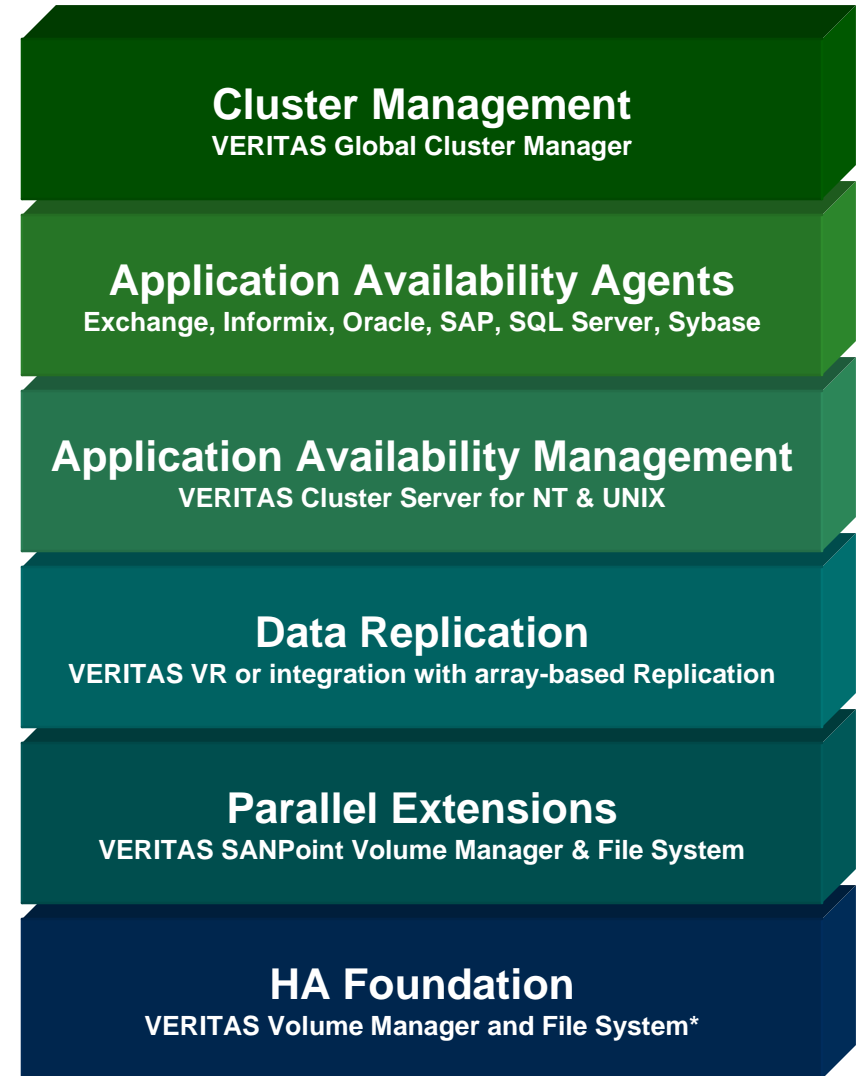 Cluster Management
VERITAS Global Cluster Manager
Application Availability Agents
Exchange, Informix, Oracle, SAP, SQL Server, Sybase
Application Availability Management
VERITAS Cluster Server for NT & UNIX
Data Replication
VERITAS VR or integration with array-based Replication
Parallel Extensions
VERITAS SANPoint Volume Manager & File System
HA Foundation
VERITAS Volume Manager and File System*